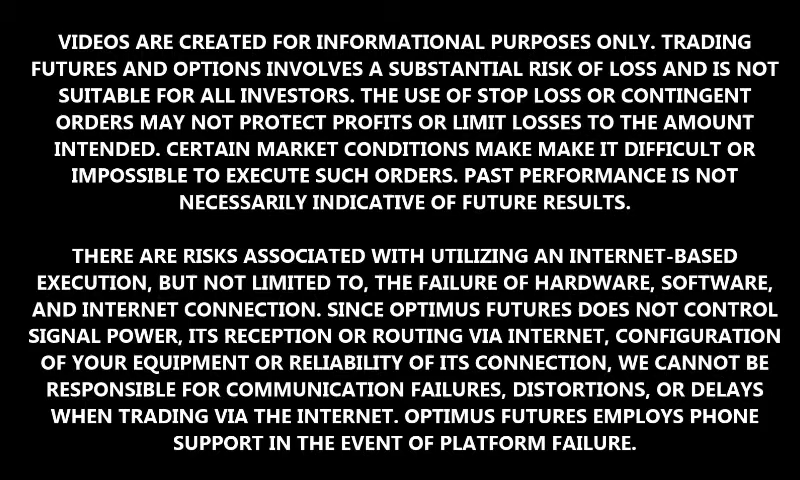 VIDEOS ARE CREATED FOR INFORMATIONAL PURPOSES ONLY. TRADING
FUTURES AND OPTIONS INVOLVES A SUBSTANTIAL RISK OF LOSS AND IS NOT
SUITABLE FOR ALL INVESTORS. THE USE OF STOP LOSS OR CONTINGENT
ORDERS MAY NOT PROTECT PROFITS OR LIMIT LOSSES TO THE AMOUNT
INTENDED. CERTAIN MARKET CONDITIONS MAKE MAKE IT DIFFICULT OR
IMPOSSIBLE TO EXECUTE SUCH ORDERS. PAST PERFORMANCE IS NOT
NECESSARILY INDICATIVE OF FUTURE RESULTS.
THERE ARE RISKS ASSOCIATED WITH UTILIZING AN INTERNET-BASED
EXECUTION, BUT NOT LIMITED TO, THE FAILURE OF HARDWARE, SOFTWARE,
AND INTERNET CONNECTION. SINCE OPTIMUS FUTURES DOES NOT CONTROL
SIGNAL POWER, ITS RECEPTION OR ROUTING VIA INTERNET, CONFIGURATION
OF YOUR EQUIPMENT OR RELIABILITY OF ITS CONNECTION, WE CANNOT BE
RESPONSIBLE FOR COMMUNICATION FAILURES, DISTORTIONS, OR DELAYS
WHEN TRADING VIA THE INTERNET. OPTIMUS FUTURES EMPLOYS PHONE
SUPPORT IN THE EVENT OF PLATFORM FAILURE.